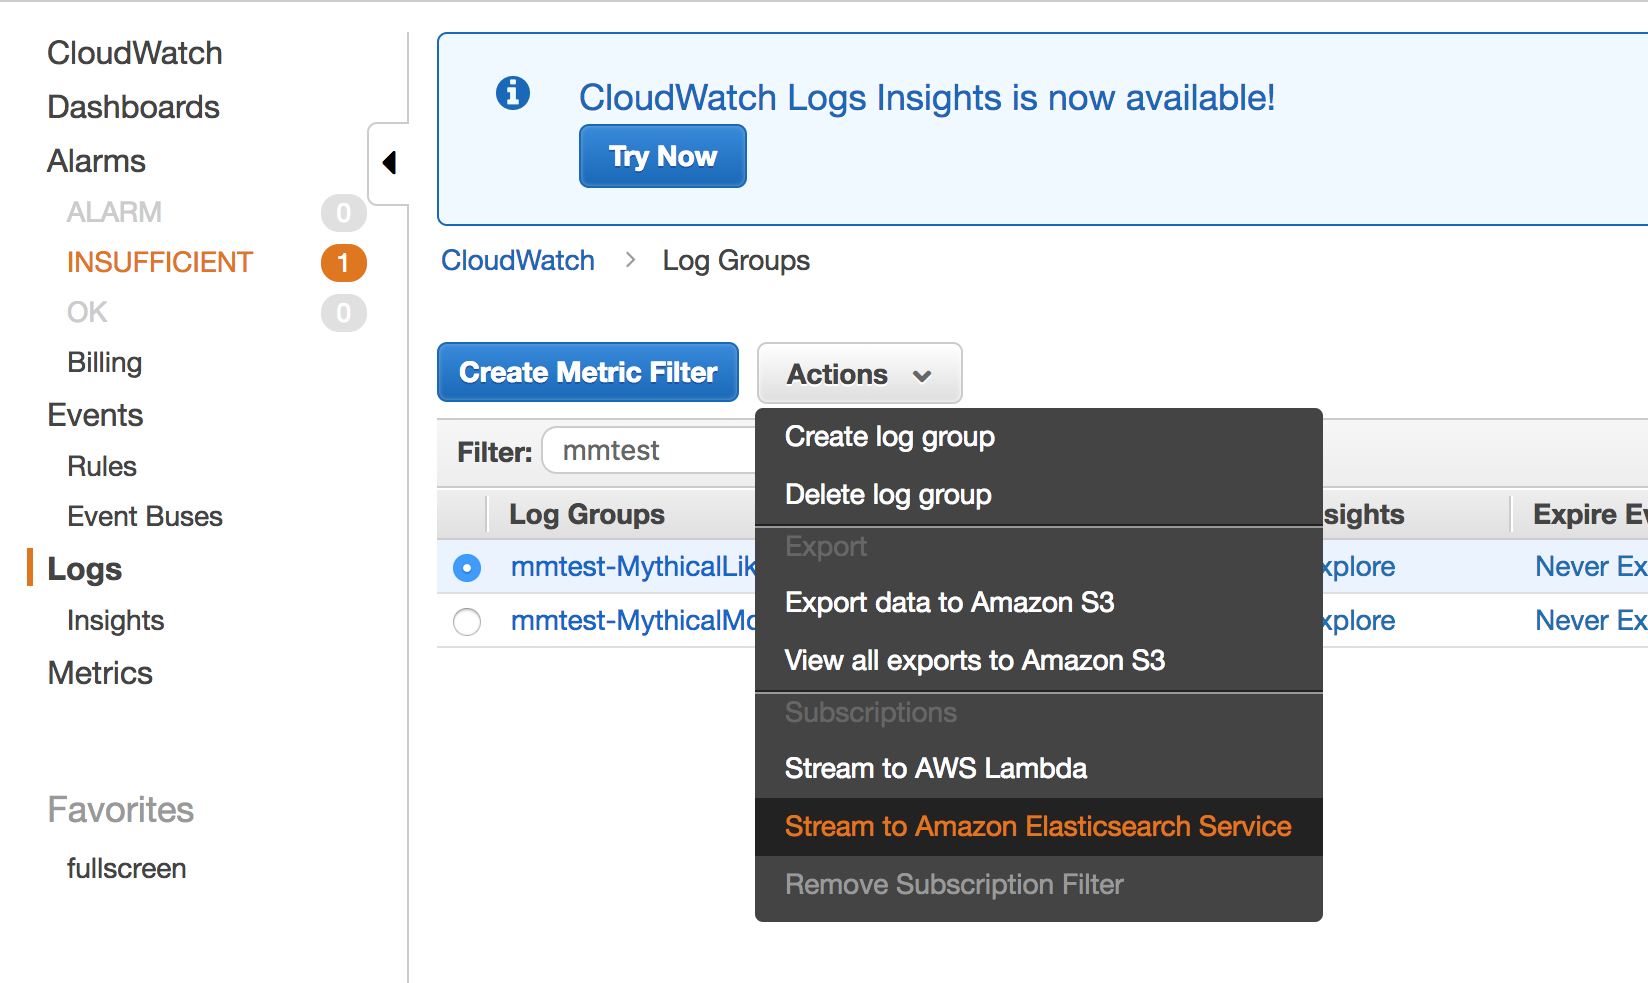 CloudWatch
Dashboards
Alarms
ALARM 0
INSUFFICIENT 1
OK 0
Billing
Events
Rules
Event Buses
Logs
Insights
Metrics
Favorites
fullscreen
CloudWatch Logs Insights is now available!
Try Now
CloudWatch > Log Groups
Create Metric Filter Actions
Filter: mmtest
Log Groups sights Expire Ev
mmtest-MythicalLik xplore Never Ex
mmtest-MythicalMo xplore Never Ex
Create log group
Delete log group
Export
Export data to Amazon S3
View all exports to Amazon S3
Subscriptions
Stream to AWS Lambda
Stream to Amazon Elasticsearch Service
Remove Subscription Filter